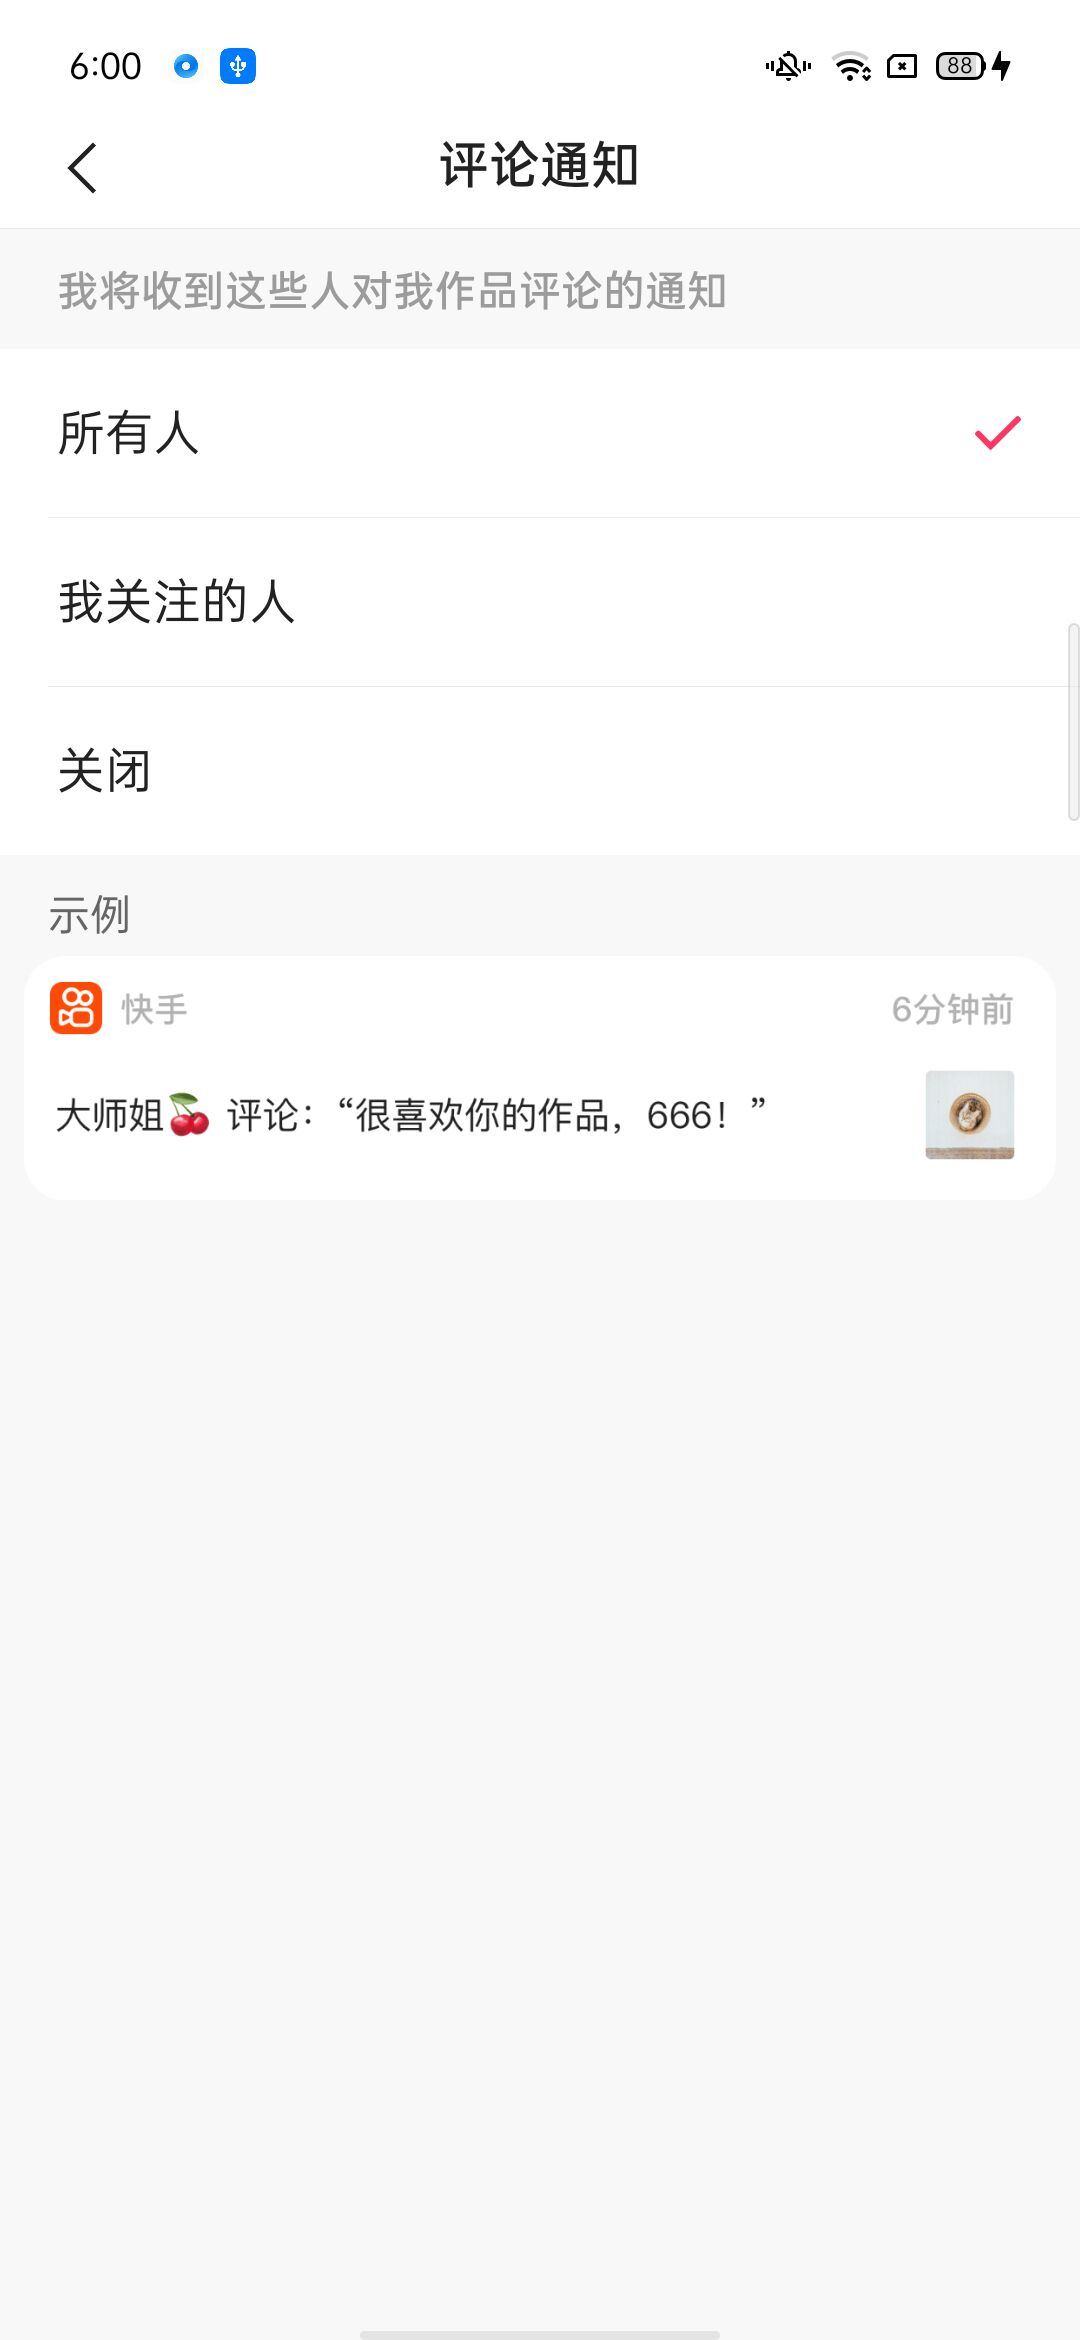 6:00
88
评论通知
我将收到这些人对我作品评论的通知
所有人
我关注的人
关闭
示例
快手
6分钟前
大师姐🍒 评论：“很喜欢你的作品，666！”